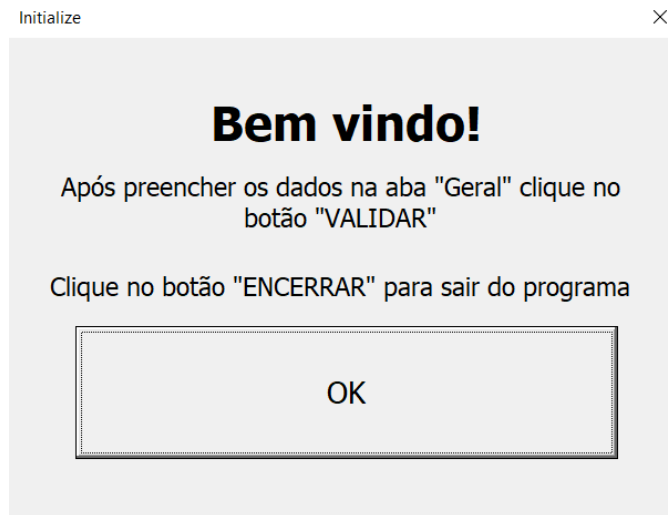 Initialize
Bem vindo!
Após preencher os dados na aba "Geral" clique no
botão "VALIDAR"
Clique no botão "ENCERRAR" para sair do programa
OK